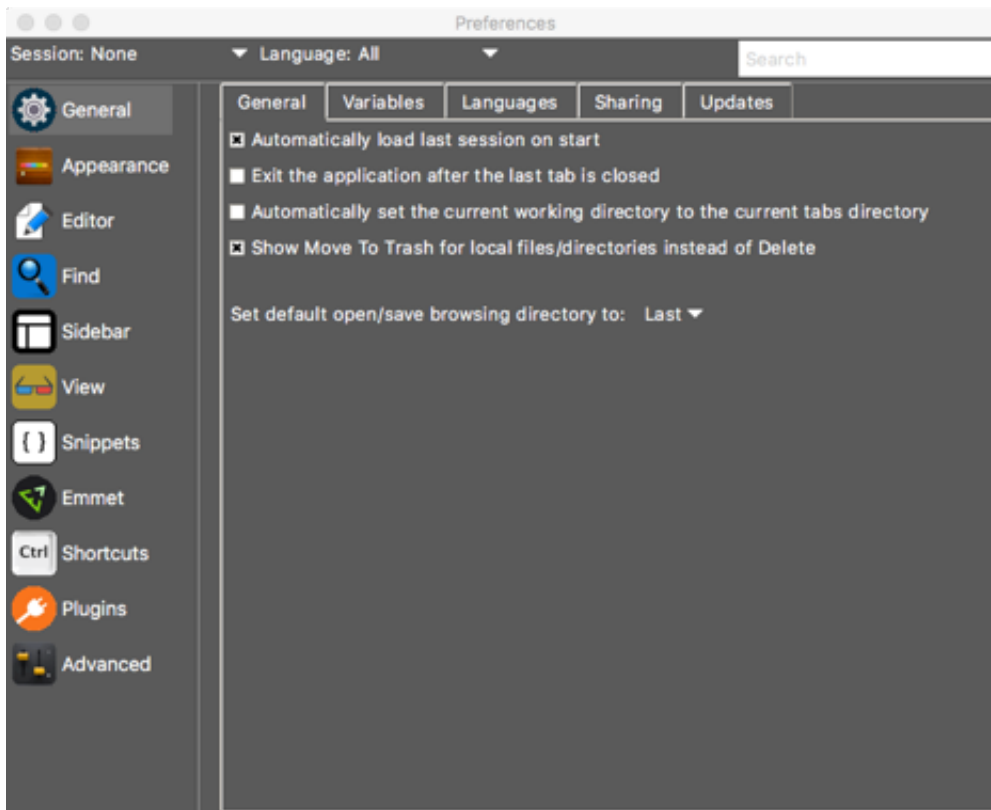 Preferences
Session: None Language: All Search
General
Appearance
Editor
Find
Sidebar
View
{ } Snippets
Emmet
Ctrl Shortcuts
Plugins
Advanced
General Variables Languages Sharing Updates
Automatically load last session on start
Exit the application after the last tab is closed
Automatically set the current working directory to the current tabs directory
Show Move To Trash for local files/directories instead of Delete
Set default open/save browsing directory to: Last